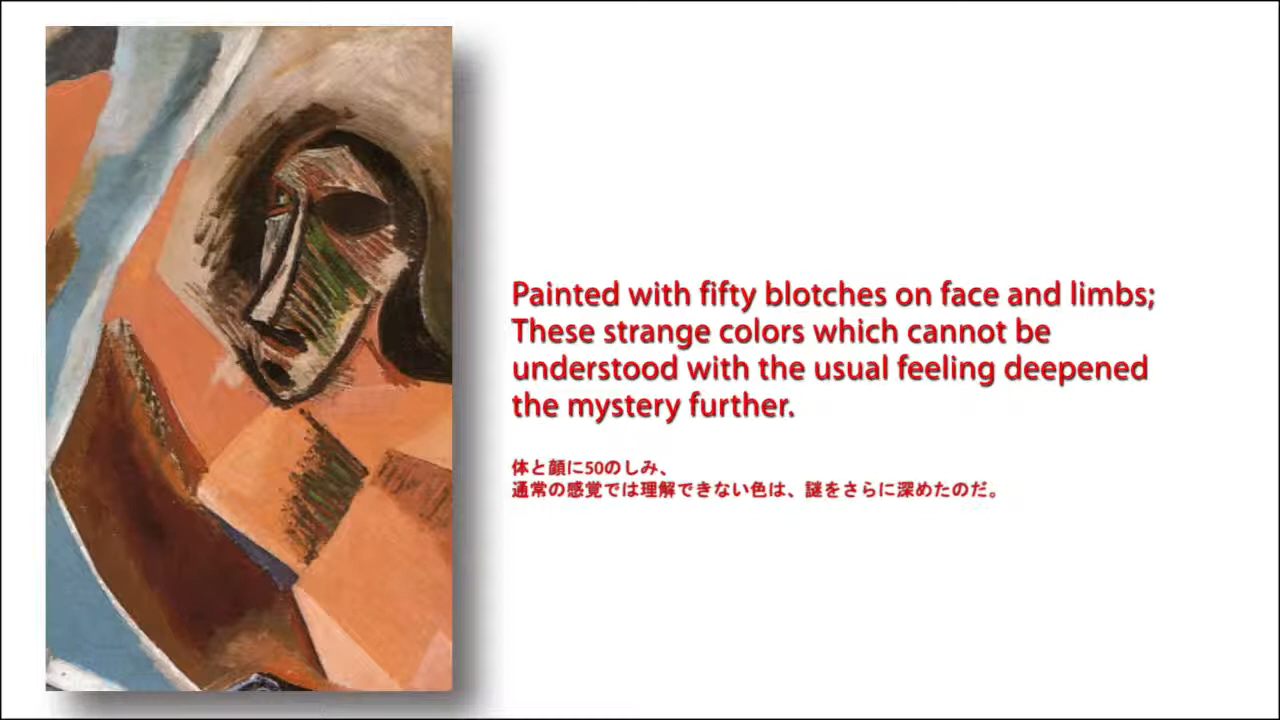 Painted with fifty blotches on face and limbs;
These strange colors which cannot be
understood with the usual feeling deepened
the mystery further.
体と顔に50のしみ、
通常の感覚では理解できない色は、謎をさらに深めたのだ。